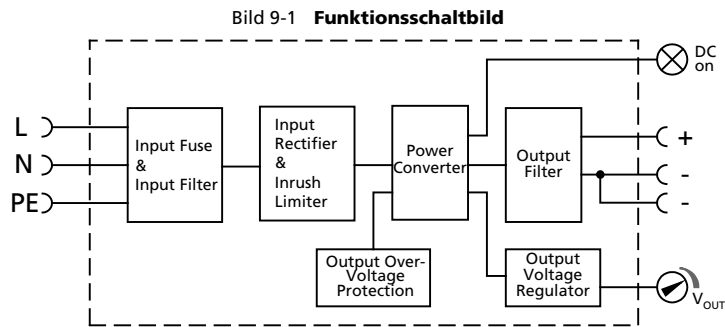 Bild 9-1 Funktionsschaltbild
DC
on
L
N
PE
Input Fuse
&
Input Filter
Input
Rectifier
&
Inrush
Limiter
Power
Converter
Output
Filter
+
-
-
Output Over-
Voltage
Protection
Output
Voltage
Regulator
VOUT